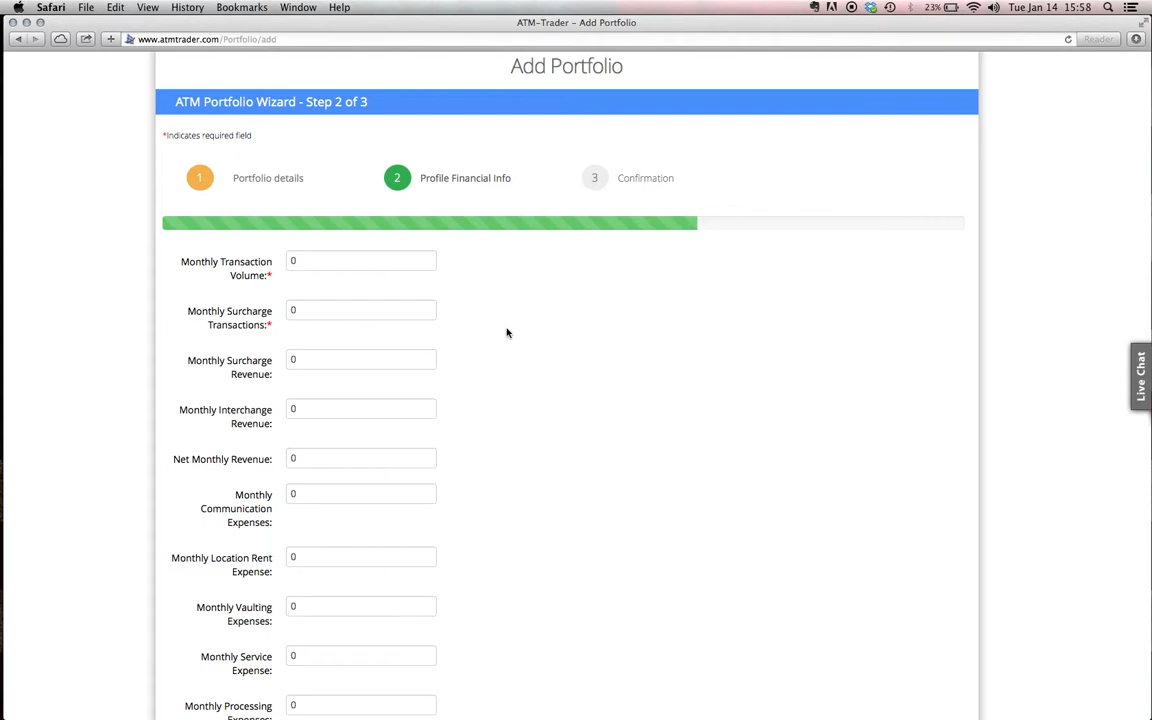 Safari File Edit View History Bookmarks Window Help 23% Tue Jan 14 15:58
ATM-Trader – Add Portfolio
www.atmtrader.com/Portfolio/add Reader
Add Portfolio
ATM Portfolio Wizard - Step 2 of 3
*Indicates required field
1 Portfolio details 2 Profile Financial Info 3 Confirmation
Monthly Transaction 0
Volume:*
Monthly Surcharge 0
Transactions:*
Monthly Surcharge 0
Revenue:
Live Chat
Monthly Interchange 0
Revenue:
Net Monthly Revenue: 0
Monthly 0
Communication
Expenses:
Monthly Location Rent 0
Expense:
Monthly Vaulting 0
Expenses:
Monthly Service 0
Expense:
Monthly Processing 0
Expenses: